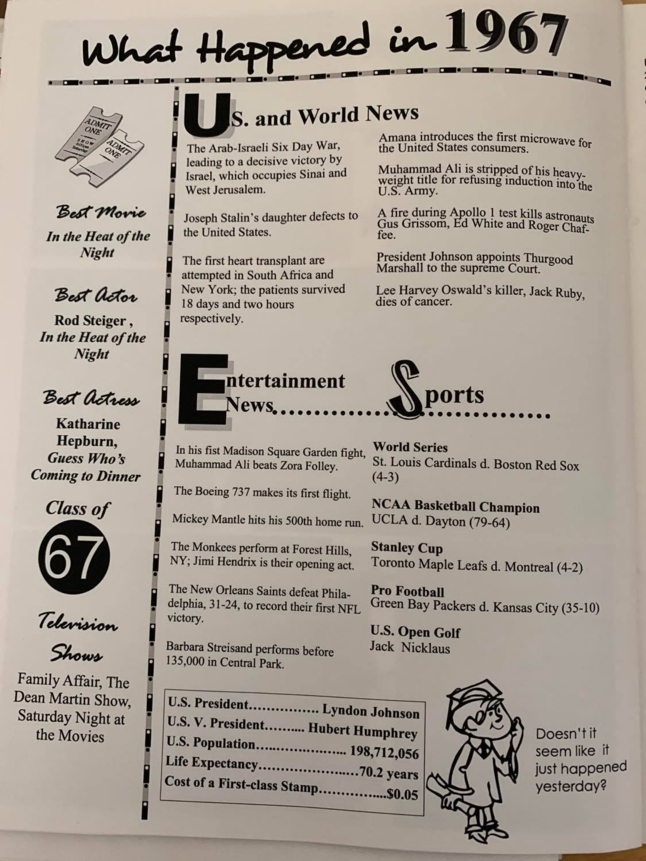 What Happened in 1967
ADMIT
ONE
ADMIT
ONE
Best Movie
In the Heat of the
Night
Best Actor
Rod Steiger ,
In the Heat of the
Night
Best Actress
Katharine
Hepburn,
Guess Who's
Coming to Dinner
Class of
67
Television
Shows
Family Affair, The
Dean Martin Show,
Saturday Night at
the Movies
U.S. and World News
The Arab-Israeli Six Day War,
leading to a decisive victory by
Israel, which occupies Sinai and
West Jerusalem.
Joseph Stalin's daughter defects to
the United States.
The first heart transplant are
attempted in South Africa and
New York; the patients survived
18 days and two hours
respectively.
Amana introduces the first microwave for
the United States consumers.
Muhammad Ali is stripped of his heavy-
weight title for refusing induction into the
U.S. Army.
A fire during Apollo 1 test kills astronauts
Gus Grissom, Ed White and Roger Chaf-
fee.
President Johnson appoints Thurgood
Marshall to the supreme Court.
Lee Harvey Oswald's killer, Jack Ruby,
dies of cancer.
Entertainment
News
In his fist Madison Square Garden fight,
Muhammad Ali beats Zora Folley.
The Boeing 737 makes its first flight.
Mickey Mantle hits his 500th home run.
The Monkees perform at Forest Hills,
NY; Jimi Hendrix is their opening act.
The New Orleans Saints defeat Phila-
delphia, 31-24, to record their first NFL
victory.
Barbara Streisand performs before
135,000 in Central Park.
Sports
World Series
St. Louis Cardinals d. Boston Red Sox
(4-3)
NCAA Basketball Champion
UCLA d. Dayton (79-64)
Stanley Cup
Toronto Maple Leafs d. Montreal (4-2)
Pro Football
Green Bay Packers d. Kansas City (35-10)
U.S. Open Golf
Jack Nicklaus
U.S. President................ Lyndon Johnson
U.S. V. President......... Hubert Humphrey
U.S. Population..................... 198,712,056
Life Expectancy........................70.2 years
Cost of a First-class Stamp................$0.05
Doesn't it
seem like it
just happened
yesterday?